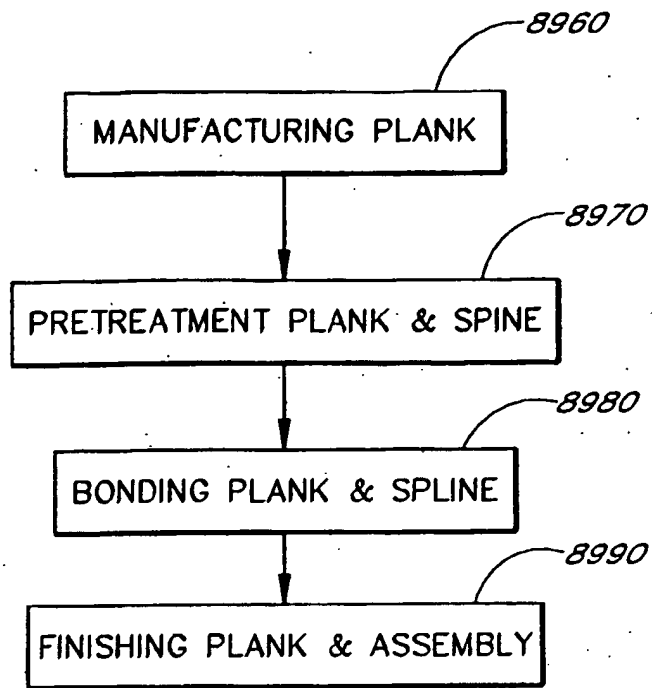 8960
MANUFACTURING PLANK
8970
PRETREATMENT PLANK & SPINE
8980
BONDING PLANK & SPLINE
8990
FINISHING PLANK & ASSEMBLY